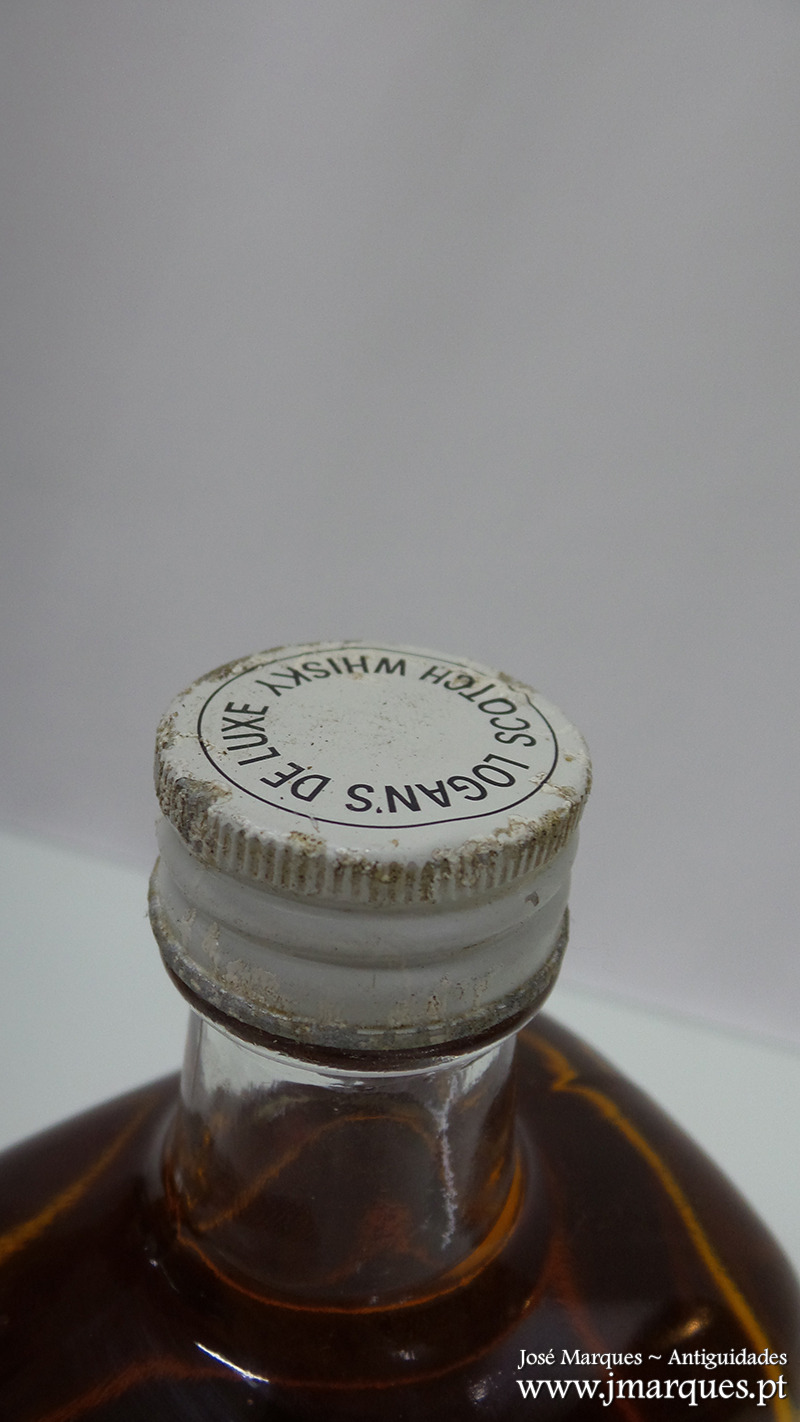 LOGAN'S DE LUXE SCOTCH WHISKY
José Marques ~ Antiguidades
www.jmarques.pt